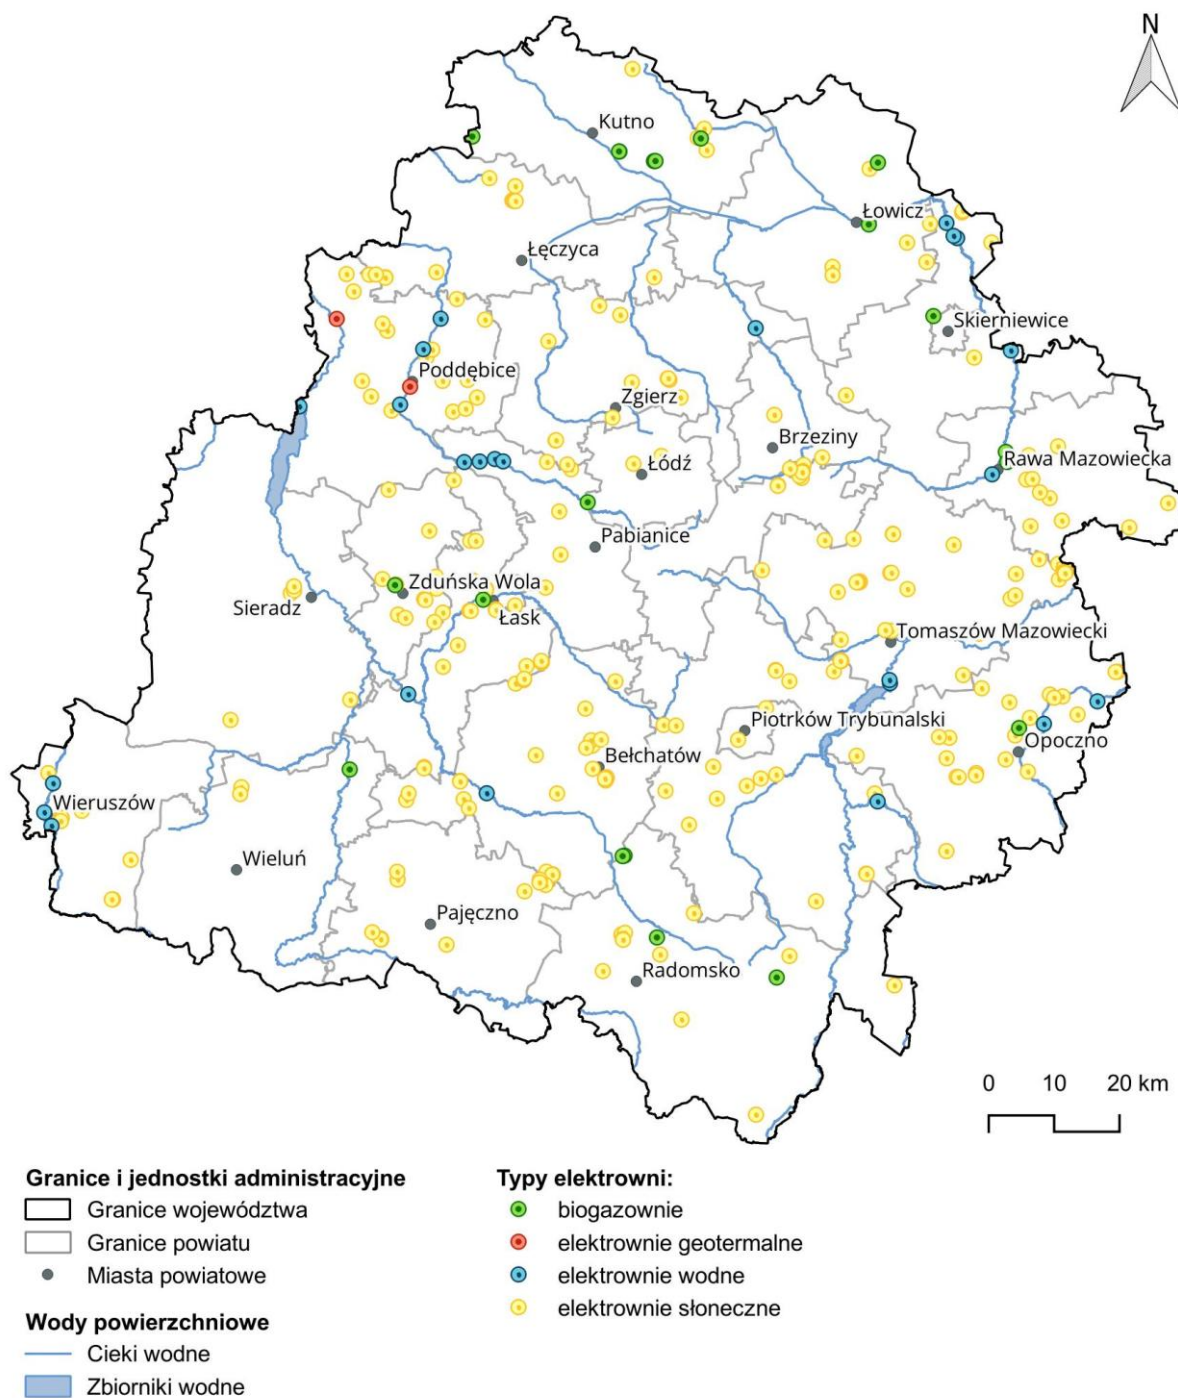 N
Kutno
Łowicz
Łęczyca
Skierniewice
Poddębice
Zgierz
Brzeziny
Łódź
Rawa Mazowiecka
Pabianice
Zduńska Wola
Sieradz
Łask
Tomaszów Mazowiecki
Piotrków Trybunalski
Opoczno
Bełchatów
Wieruszów
Wieluń
Pajęczno
Radomsko
0 10 20 km
Granice i jednostki administracyjne
Granice województwa
Granice powiatu
Miasta powiatowe
Wody powierzchniowe
Cieki wodne
Zbiorniki wodne
Typy elektrowni:
biogazownie
elektrownie geotermalne
elektrownie wodne
elektrownie słoneczne